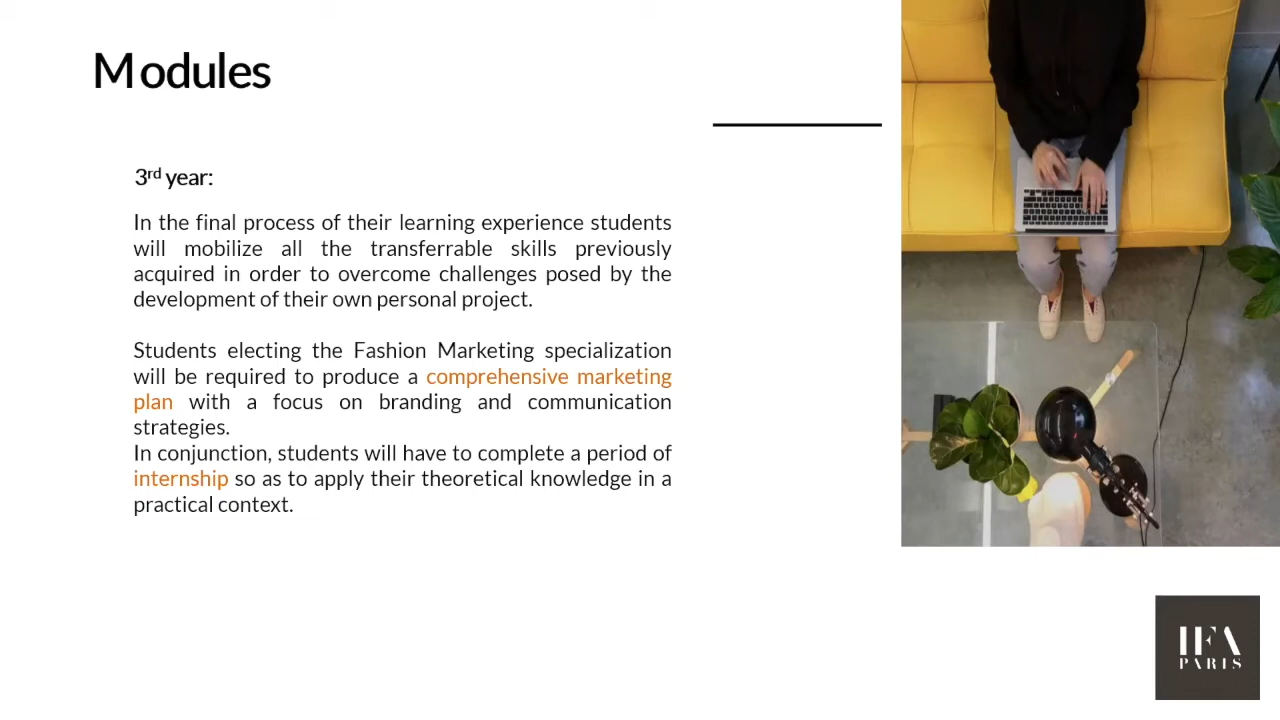 Modules
3rd year:
In the final process of their learning experience students
will mobilize all the transferrable skills previously
acquired in order to overcome challenges posed by the
development of their own personal project.
Students electing the Fashion Marketing specialization
will be required to produce a comprehensive marketing
plan with a focus on branding and communication
strategies.
In conjunction, students will have to complete a period of
internship so as to apply their theoretical knowledge in a
practical context.
IFA
PARIS